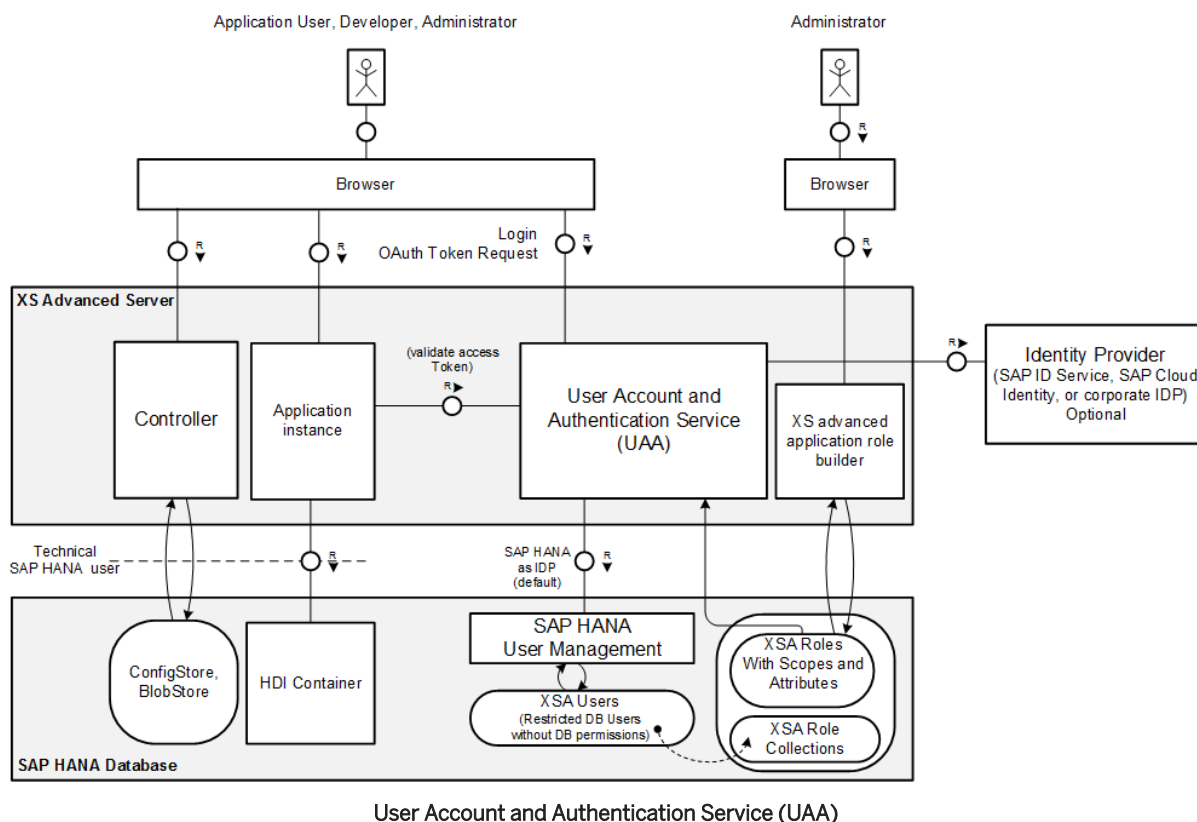 Application User, Developer, Administrator
Administrator
R
Browser
Browser
R
R
Login
OAuth Token Request
R
R
XS Advanced Server
Controller
Application
instance
(validate access
Token)
R
User Account and
Authentication Service
(UAA)
XS advanced
application role
builder
R
Identity Provider
(SAP ID Service, SAP Cloud
Identity, or corporate IDP)
Optional
Technical
SAP HANA user
R
SAP HANA
as IDP
(default)
R
ConfigStore,
BlobStore
HDI Container
SAP HANA
User Management
XSA Users
(Restricted DB Users
without DB permissions)
XSA Roles
With Scopes and
Attributes
XSA Role
Collections
SAP HANA Database
User Account and Authentication Service (UAA)